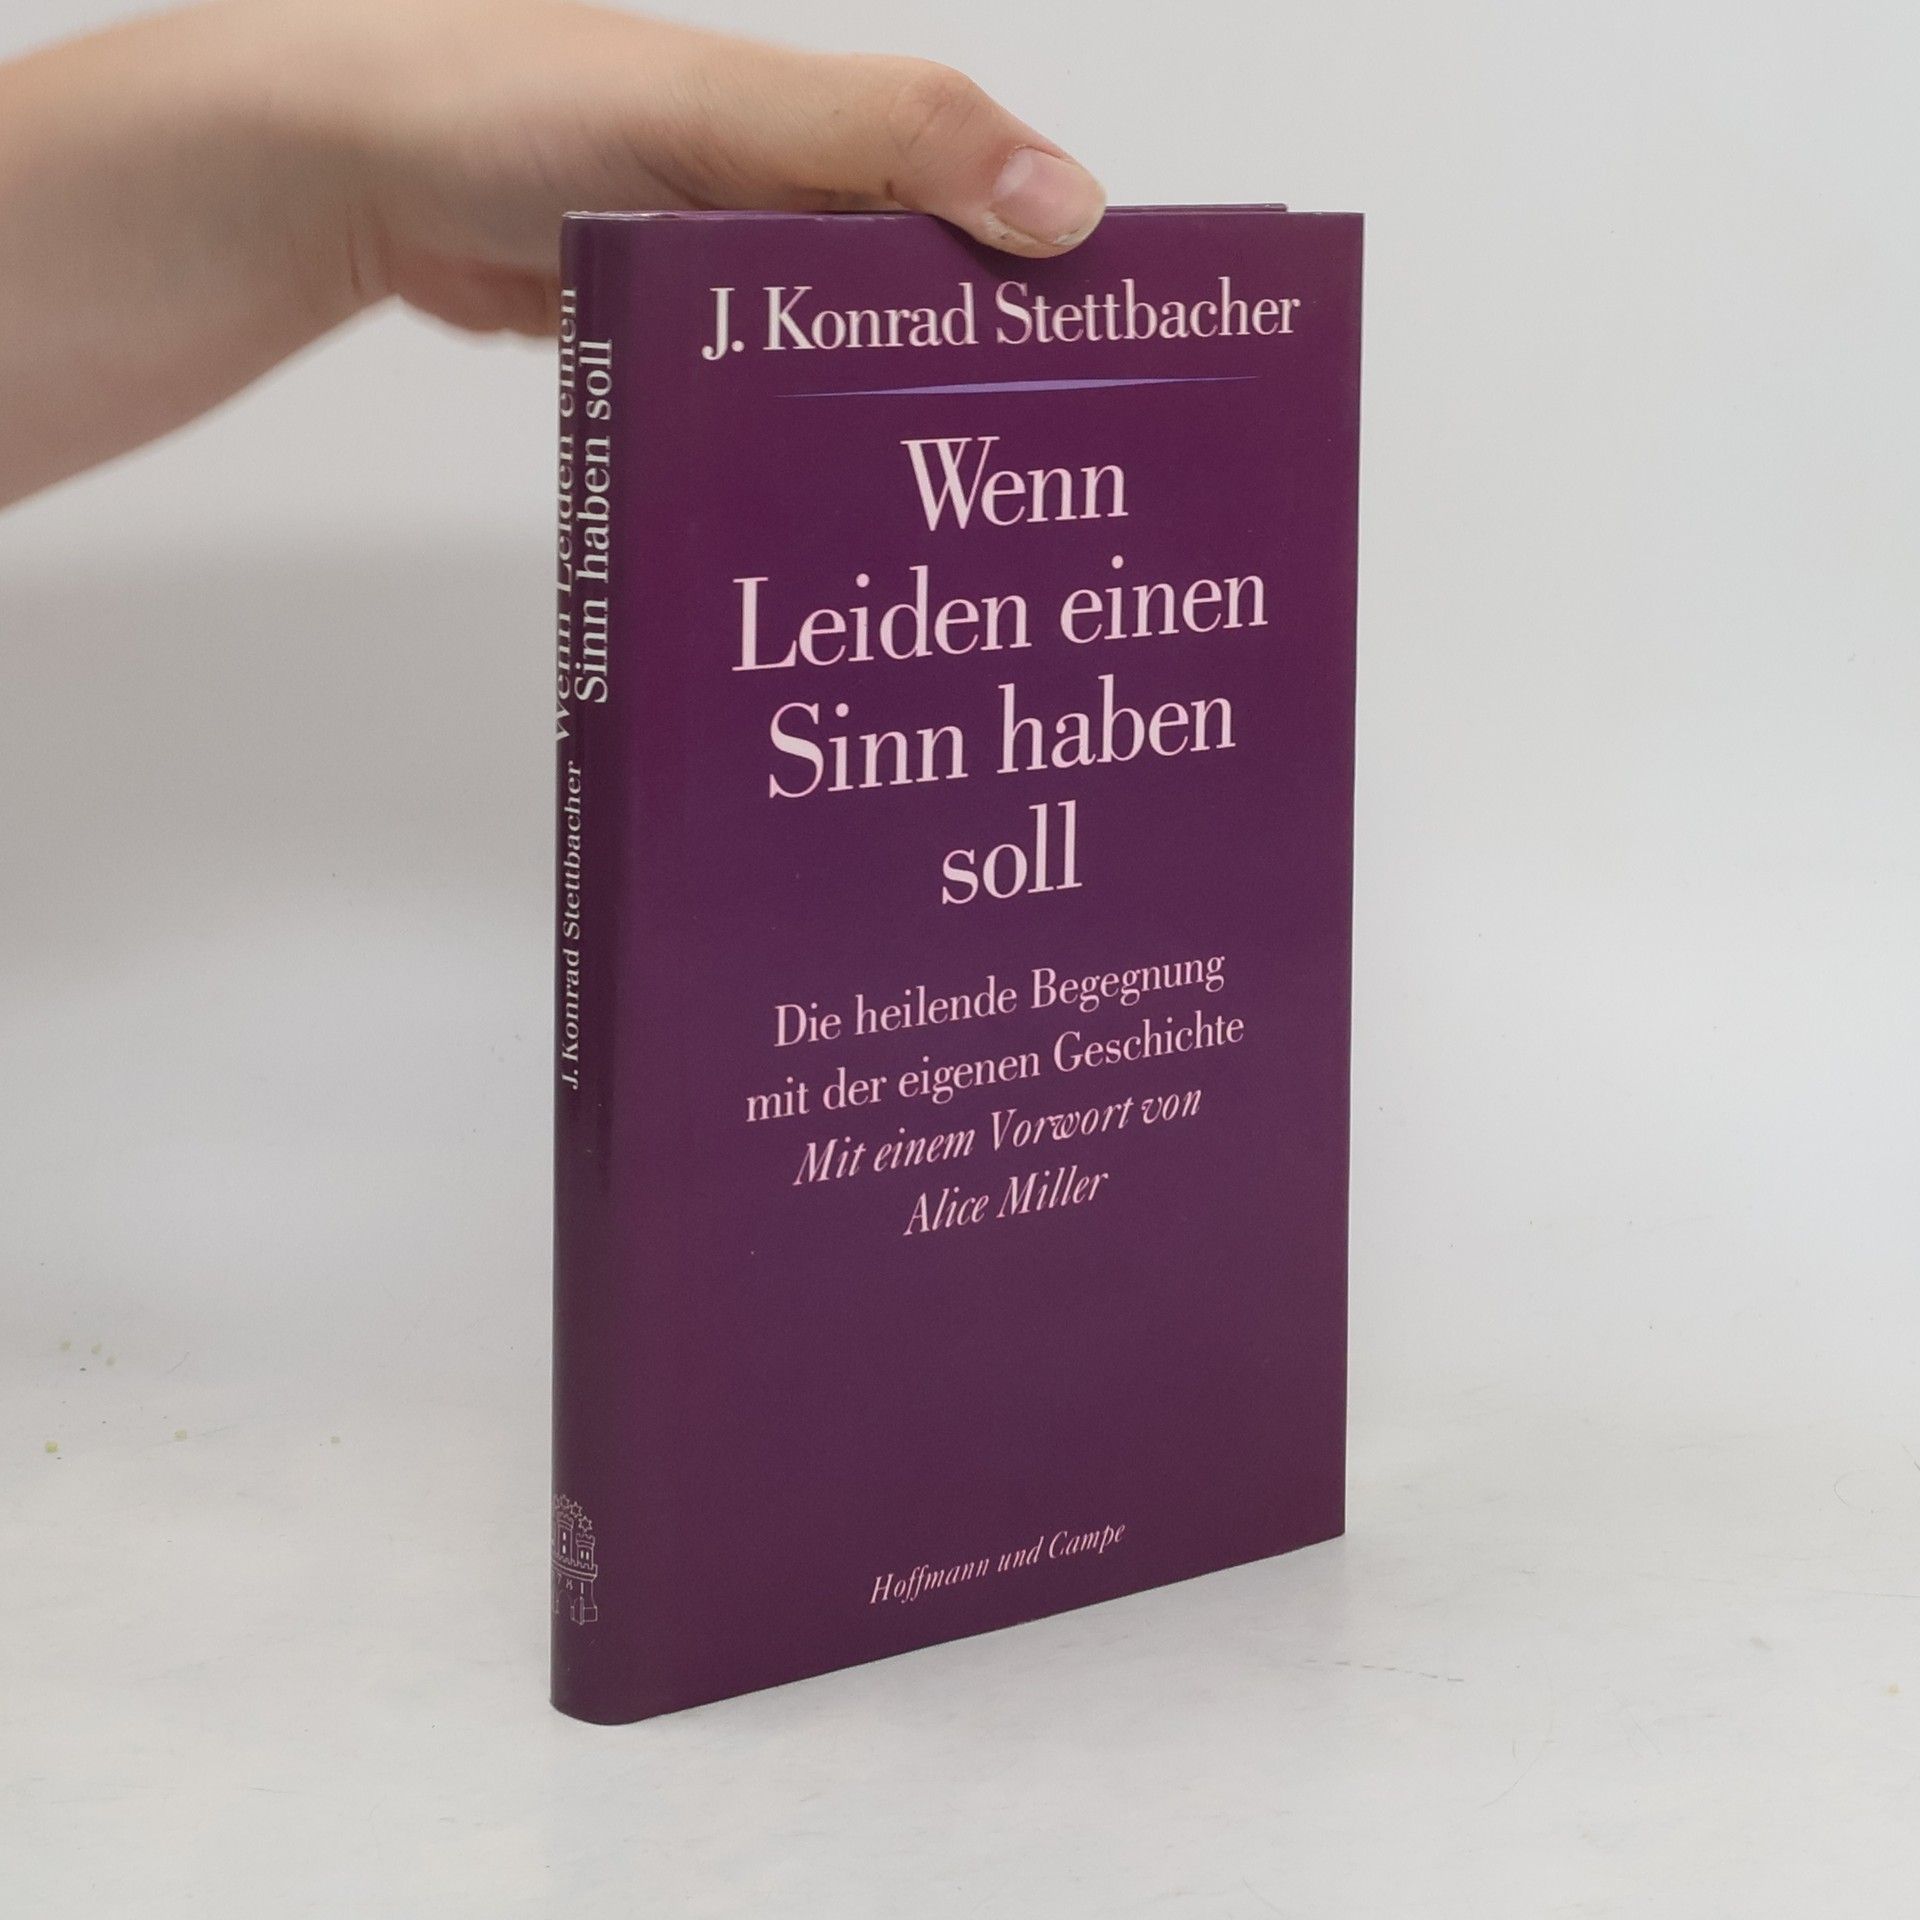 J. Konrad Stettbacher
Wenn
Leiden einen
Sinn haben
soll
Die heilende Begegnung
mit der eigenen Geschichte
Mit einem Vorwort von
Alice Miller
Hoffmann und Campe
J. Konrad Stettbacher
Wenn Leiden einen
Sinn haben soll